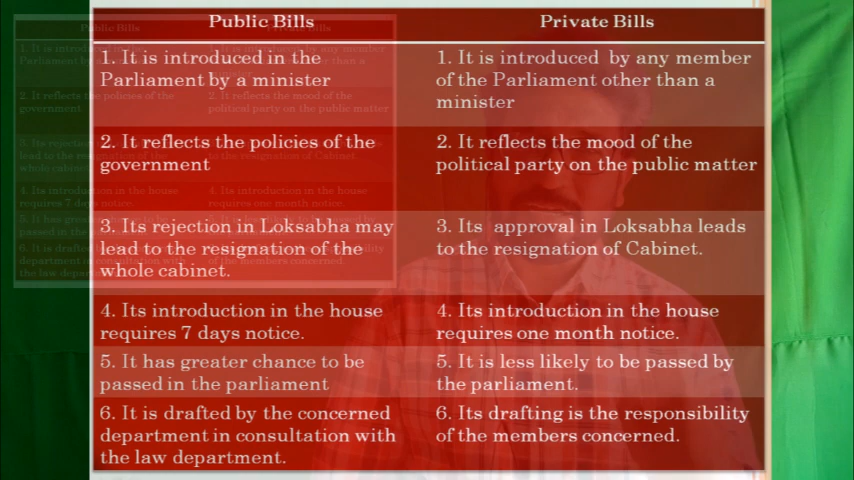 Public Bills
Private Bills
1. It is introduced in the
Parliament by a minister
1. It is introduced by any member
of the Parliament other than a
minister
2. It reflects the policies of the
government
2. It reflects the mood of the
political party on the public matter
3. Its rejection in Loksabha may
lead to the resignation of the
whole cabinet.
3. Its approval in Loksabha leads
to the resignation of Cabinet.
4. Its introduction in the house
requires 7 days notice.
4. Its introduction in the house
requires one month notice.
5. It has greater chance to be
passed in the parliament
5. It is less likely to be passed by
the parliament.
6. It is drafted by the concerned
department in consultation with
the law department.
6. Its drafting is the responsibility
of the members concerned.